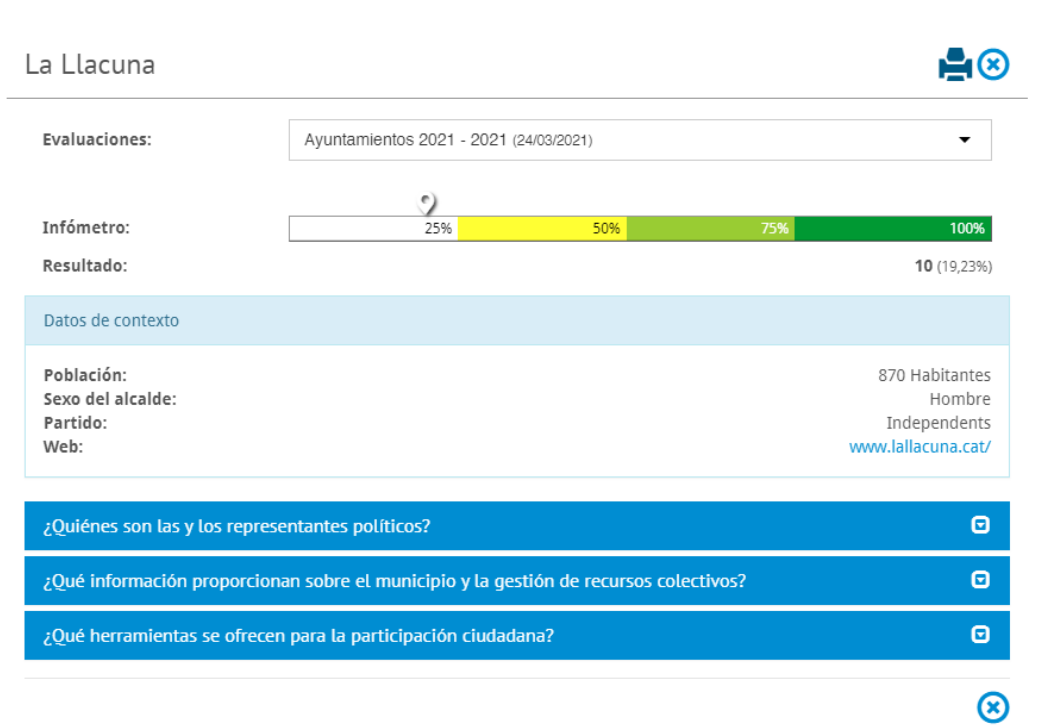 La Llacuna
Evaluaciones: Ayuntamientos 2021 - 2021 (24/03/2021)
Infómetro: 25% 50% 75% 100%
Resultado: 10 (19,23%)
Datos de contexto
Población: 870 Habitantes
Sexo del alcalde: Hombre
Partido: Independents
Web: www.lallacuna.cat/
¿Quiénes son las y los representantes políticos?
¿Qué información proporcionan sobre el municipio y la gestión de recursos colectivos?
¿Qué herramientas se ofrecen para la participación ciudadana?